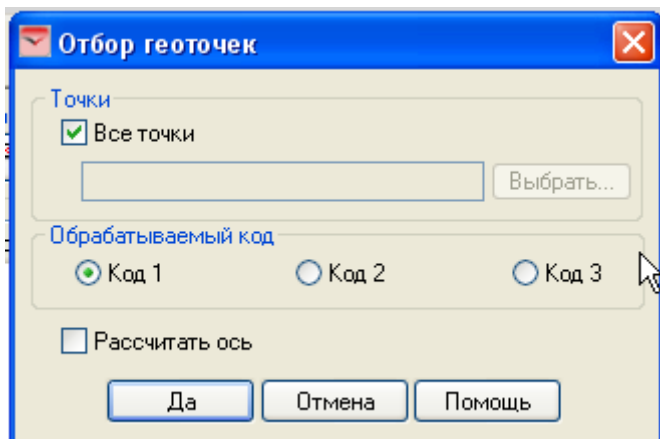 Отбор геоточек
Точки
Все точки
Выбрать...
Обрабатываемый код
Код 1 Код 2 Код 3
Рассчитать ось
Да Отмена Помощь